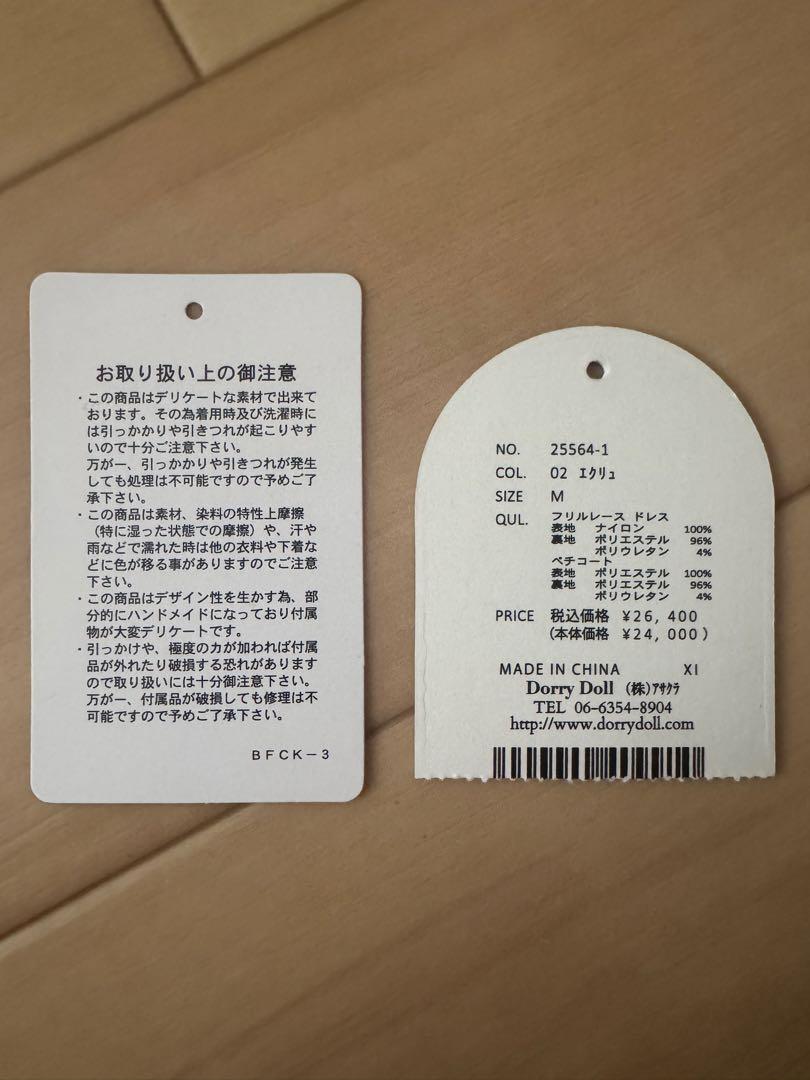 お取り扱い上の御注意
・この商品はデリケートな素材で出来て
おります。その為着用時及び洗濯時に
は引っかかりや引きつれが起こりやす
いので十分ご注意下さい。
万が一、引っかかりや引きつれが発生
しても処理は不可能ですので予めご了
承下さい。
・この商品は素材、染料の特性上摩擦
（特に湿った状態での摩擦）や、汗や
雨などで濡れた時は他の衣料や下着な
どに色が移る事がありますのでご注意
下さい。
・この商品はデザイン性を生かす為、部
分的にハンドメイドになっており付属
物が大変デリケートです。
・引っかけや、極度の力が加われば付属
品が外れたり破損する恐れがあります
ので取り扱いには十分御注意下さい。
万が一、付属品が破損しても修理は不
可能ですので予めご了承下さい。
BFCK－3
NO. 25564-1
COL. 02 ｴｸﾘｭ
SIZE M
QUL. フリルレース ドレス
表地 ナイロン 100%
裏地 ポリエステル 96%
ポリウレタン 4%
ペチコート
表地 ポリエステル 100%
裏地 ポリエステル 96%
ポリウレタン 4%
PRICE 税込価格 ¥26,400
(本体価格 ¥24,000)
MADE IN CHINA XI
Dorry Doll (株)ｱｻｸﾗ
TEL 06-6354-8904
http://www.dorrydoll.com